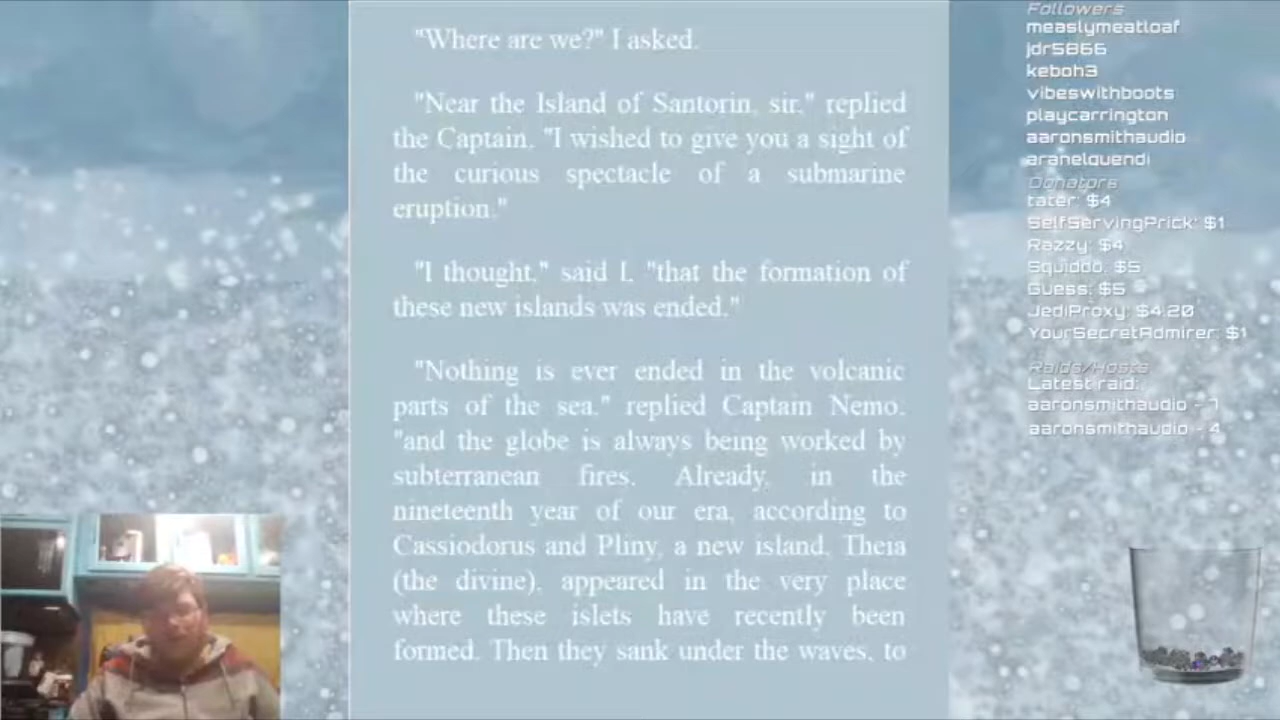 "Where are we?" I asked.
"Near the Island of Santorin, sir," replied
the Captain. "I wished to give you a sight of
the curious spectacle of a submarine
eruption."
"I thought," said I, "that the formation of
these new islands was ended."
"Nothing is ever ended in the volcanic
parts of the sea," replied Captain Nemo,
"and the globe is always being worked by
subterranean fires. Already, in the
nineteenth year of our era, according to
Cassiodorus and Pliny, a new island, Theia
(the divine), appeared in the very place
where these islets have recently been
formed. Then they sank under the waves, to
Followers
measlymeatloaf
jdr5866
keboh3
vibeswithboots
playcarrington
aaronsmithaudio
aranelquendi
Donators
tater: $4
SelfServingPrick: $1
Razzy: $4
Squidoo: $5
Guess: $5
JediProxy: $4.20
YourSecretAdmirer: $1
Raids/Hosts
Latest raid:
aaronsmithaudio - 1
aaronsmithaudio - 4